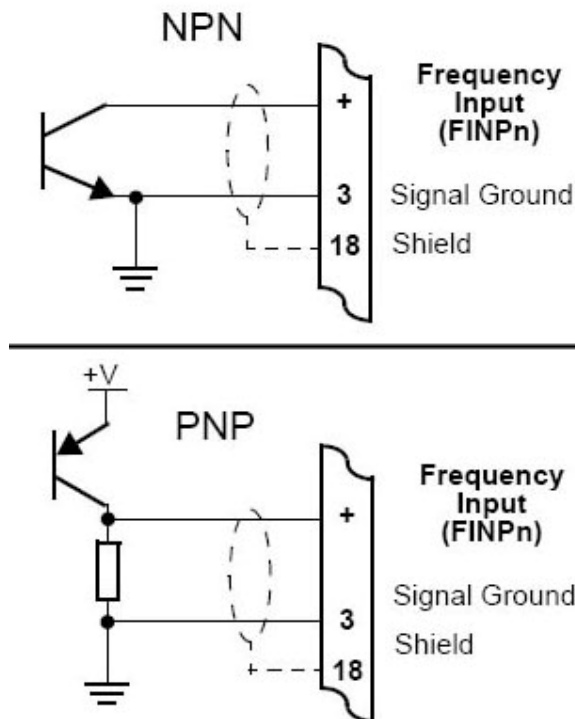 NPN
+
Frequency
Input
(FINPn)
3 Signal Ground
18 Shield
+V
PNP
+
Frequency
Input
(FINPn)
Signal Ground
3
Shield
18